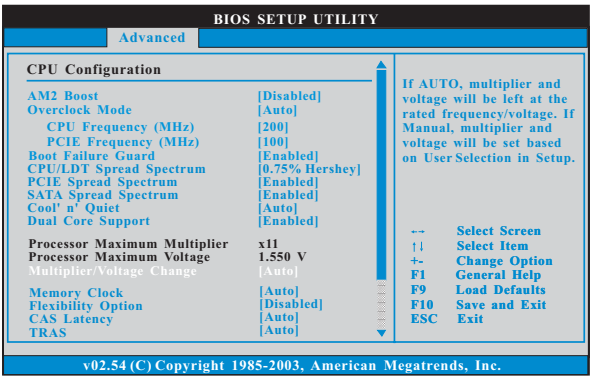 BIOS SETUP UTILITY
Advanced
CPU Configuration
AM2 Boost [Disabled]
Overclock Mode [Auto]
CPU Frequency (MHz) [200]
PCIE Frequency (MHz) [100]
Boot Failure Guard [Enabled]
CPU/LDT Spread Spectrum [0.75% Hershey]
PCIE Spread Spectrum [Enabled]
SATA Spread Spectrum [Enabled]
Cool' n' Quiet [Auto]
Dual Core Support [Enabled]
Processor Maximum Multiplier x11
Processor Maximum Voltage 1.550 V
Multiplier/Voltage Change [Auto]
Memory Clock [Auto]
Flexibility Option [Disabled]
CAS Latency [Auto]
TRAS [Auto]
If AUTO, multiplier and
voltage will be left at the
rated frequency/voltage. If
Manual, multiplier and
voltage will be set based
on User Selection in Setup.
←→ Select Screen
↑↓ Select Item
+- Change Option
F1 General Help
F9 Load Defaults
F10 Save and Exit
ESC Exit
v02.54 (C) Copyright 1985-2003, American Megatrends, Inc.